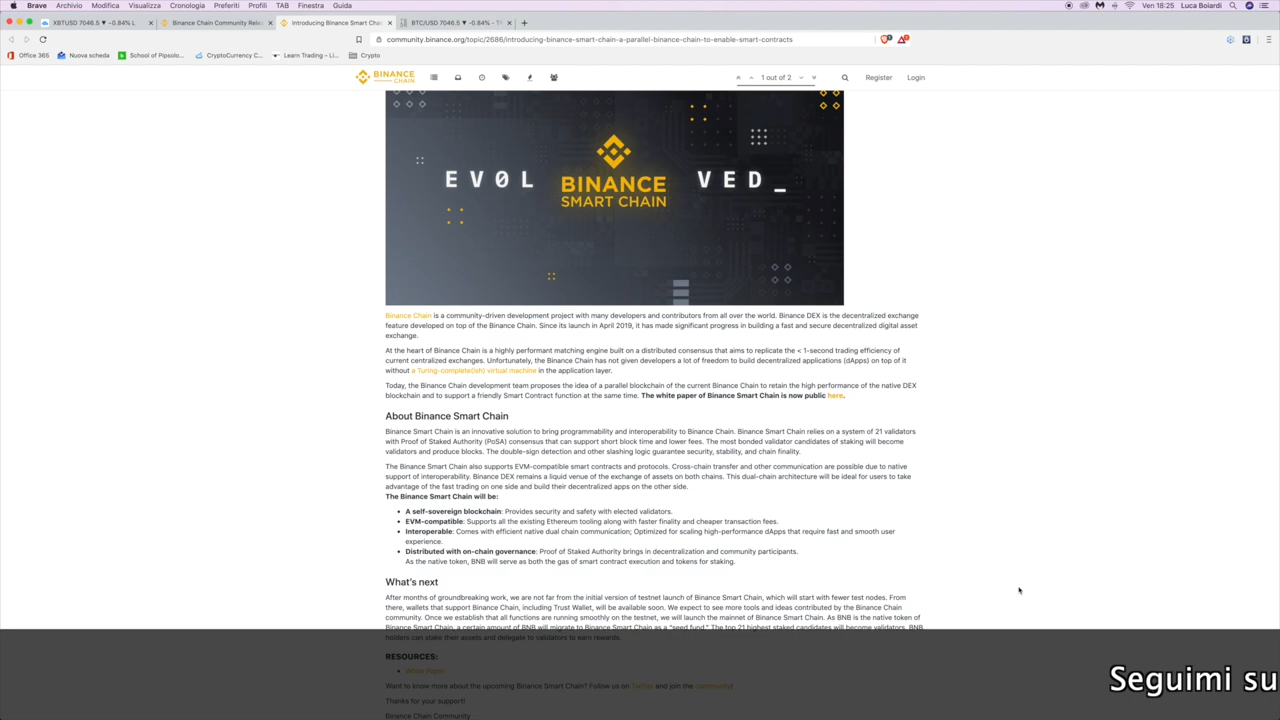 Brave Archivio Modifica Visualizza Cronologia Preferiti Profili TAB Finestra Guida Ven 18:25 Luca Boiardi
XBTUSD 7046.5 ▼ −0.84% L Binance Chain Community Rele Introducing Binance Smart Chai BTC/USD 7046.5 ▼ −0.84% - T
community.binance.org/topic/2686/introducing-binance-smart-chain-a-parallel-binance-chain-to-enable-smart-contracts
Office 365 Nuova scheda School of Pipsolo... CryptoCurrency C... Learn Trading – Li... Crypto
BINANCE CHAIN 1 out of 2 Register Login
EV0L BINANCE VED_
SMART CHAIN
Binance Chain is a community-driven development project with many developers and contributors from all over the world. Binance DEX is the decentralized exchange
feature developed on top of the Binance Chain. Since its launch in April 2019, it has made significant progress in building a fast and secure decentralized digital asset
exchange.
At the heart of Binance Chain is a highly performant matching engine built on a distributed consensus that aims to replicate the < 1-second trading efficiency of
current centralized exchanges. Unfortunately, the Binance Chain has not given developers a lot of freedom to build decentralized applications (dApps) on top of it
without a Turing-complete(ish) virtual machine in the application layer.
Today, the Binance Chain development team proposes the idea of a parallel blockchain of the current Binance Chain to retain the high performance of the native DEX
blockchain and to support a friendly Smart Contract function at the same time. The white paper of Binance Smart Chain is now public here.
About Binance Smart Chain
Binance Smart Chain is an innovative solution to bring programmability and interoperability to Binance Chain. Binance Smart Chain relies on a system of 21 validators
with Proof of Staked Authority (PoSA) consensus that can support short block time and lower fees. The most bonded validator candidates of staking will become
validators and produce blocks. The double-sign detection and other slashing logic guarantee security, stability, and chain finality.
The Binance Smart Chain also supports EVM-compatible smart contracts and protocols. Cross-chain transfer and other communication are possible due to native
support of interoperability. Binance DEX remains a liquid venue of the exchange of assets on both chains. This dual-chain architecture will be ideal for users to take
advantage of the fast trading on one side and build their decentralized apps on the other side.
The Binance Smart Chain will be:
• A self-sovereign blockchain: Provides security and safety with elected validators.
• EVM-compatible: Supports all the existing Ethereum tooling along with faster finality and cheaper transaction fees.
• Interoperable: Comes with efficient native dual chain communication; Optimized for scaling high-performance dApps that require fast and smooth user
experience.
• Distributed with on-chain governance: Proof of Staked Authority brings in decentralization and community participants.
As the native token, BNB will serve as both the gas of smart contract execution and tokens for staking.
What's next
After months of groundbreaking work, we are not far from the initial version of testnet launch of Binance Smart Chain, which will start with fewer test nodes. From
there, wallets that support Binance Chain, including Trust Wallet, will be available soon. We expect to see more tools and ideas contributed by the Binance Chain
community. Once we establish that all functions are running smoothly on the testnet, we will launch the mainnet of Binance Smart Chain. As BNB is the native token of
Binance Smart Chain, a certain amount of BNB will migrate to Binance Smart Chain as a "seed fund." The top 21 highest staked candidates will become validators. BNB
holders can stake their assets and delegate to validators to earn rewards.
RESOURCES:
• White Paper
Want to know more about the upcoming Binance Smart Chain? Follow us on Twitter and join the community!
Thanks for your support!
Binance Chain Community
Seguimi su